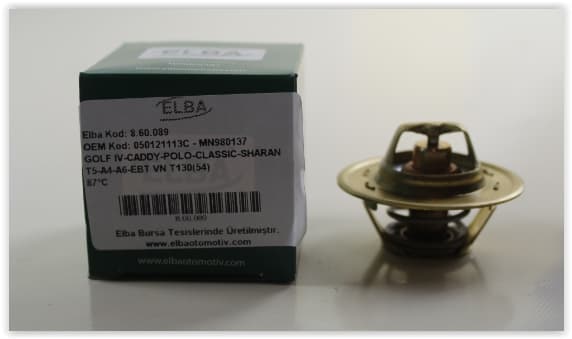 ELBA
ELBA
Elba Kod: 8.60.089
OEM Kod: 050121113C - MN980137
GOLF IV-CADDY-POLO-CLASSIC-SHARAN
T5-A4-A6-EBT VN T130(54)
87°C
8.60.089
Elba Bursa Tesislerinde Üretilmiştir.
www.elbaotomotiv.com
www.elbaotomotiv.com